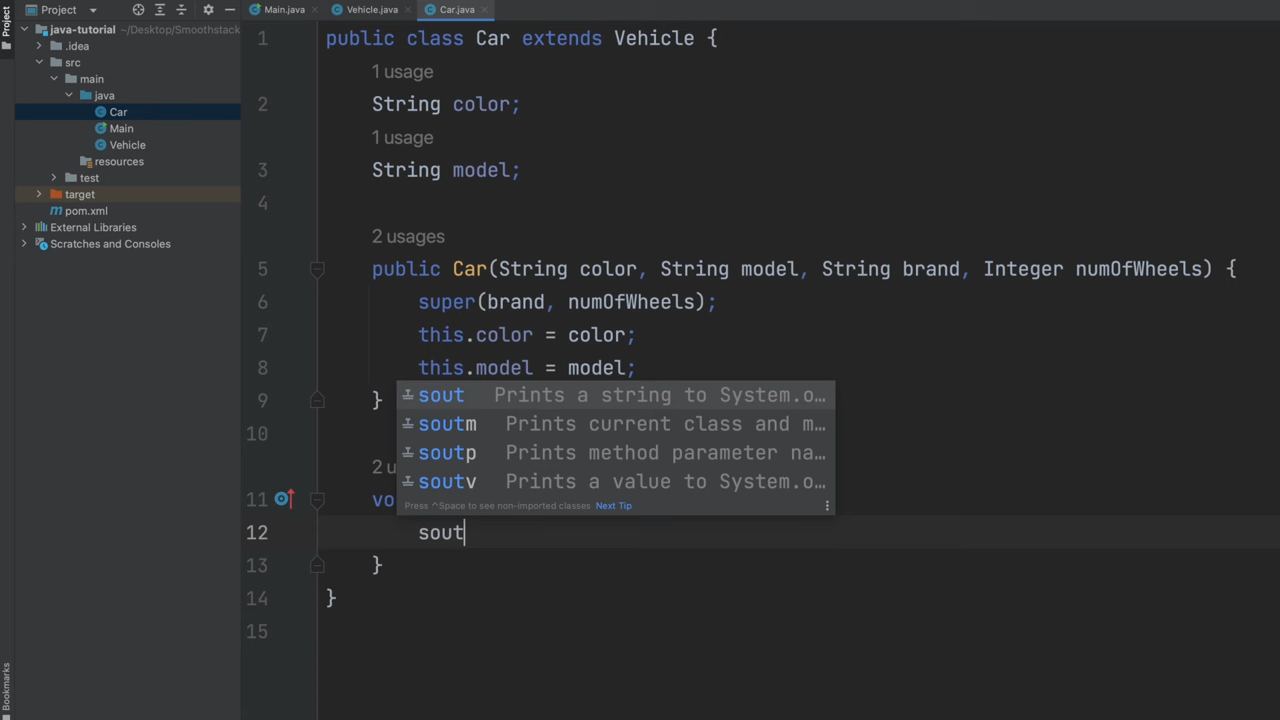 Project
Main.java
Vehicle.java
Car.java
Project
java-tutorial ~/Desktop/Smoothstack
.idea
src
main
java
Car
Main
Vehicle
resources
test
target
pom.xml
External Libraries
Scratches and Consoles
Bookmarks
1 public class Car extends Vehicle {
1 usage
2 String color;
1 usage
3 String model;
4
2 usages
5 public Car(String color, String model, String brand, Integer numOfWheels) {
6 super(brand, numOfWheels);
7 this.color = color;
8 this.model = model;
9 }
10
2 u
11 vo
12 sout
13 }
14 }
15
sout Prints a string to System.o…
soutm Prints current class and m…
soutp Prints method parameter na…
soutv Prints a value to System.o…
Press ^Space to see non-imported classes Next Tip